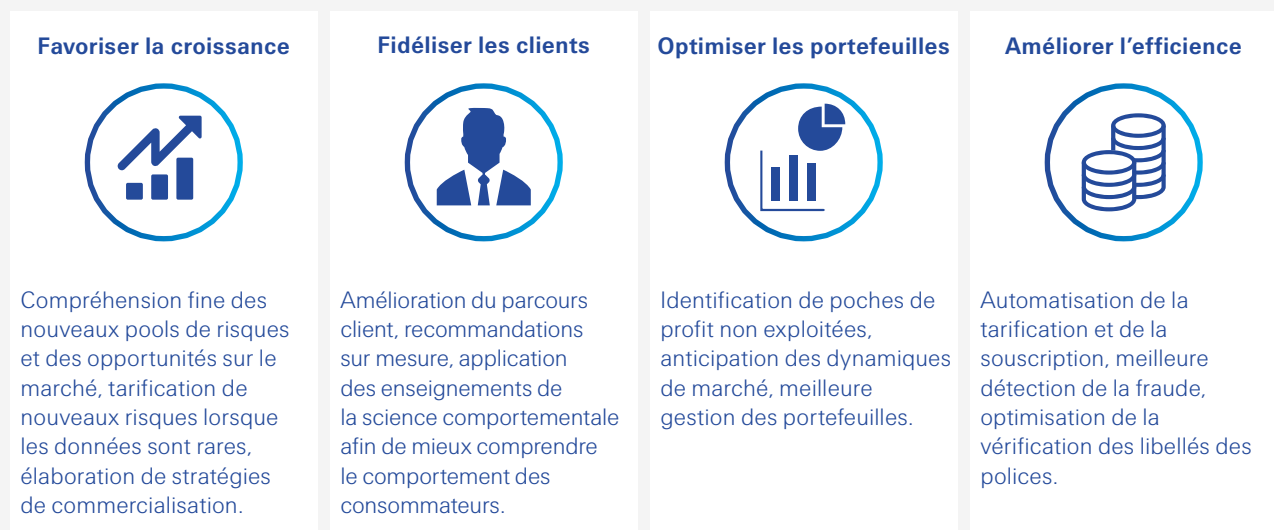 Favoriser la croissance
Compréhension fine des
nouveaux pools de risques
et des opportunités sur le
marché, tarification de
nouveaux risques lorsque
les données sont rares,
élaboration de stratégies
de commercialisation.
Fidéliser les clients
Amélioration du parcours
client, recommandations
sur mesure, application
des enseignements de
la science comportementale
afin de mieux comprendre
le comportement des
consommateurs.
Optimiser les portefeuilles
Identification de poches de
profit non exploitées,
anticipation des dynamiques
de marché, meilleure
gestion des portefeuilles.
Améliorer l’efficience
Automatisation de la
tarification et de la
souscription, meilleure
détection de la fraude,
optimisation de la
vérification des libellés des
polices.